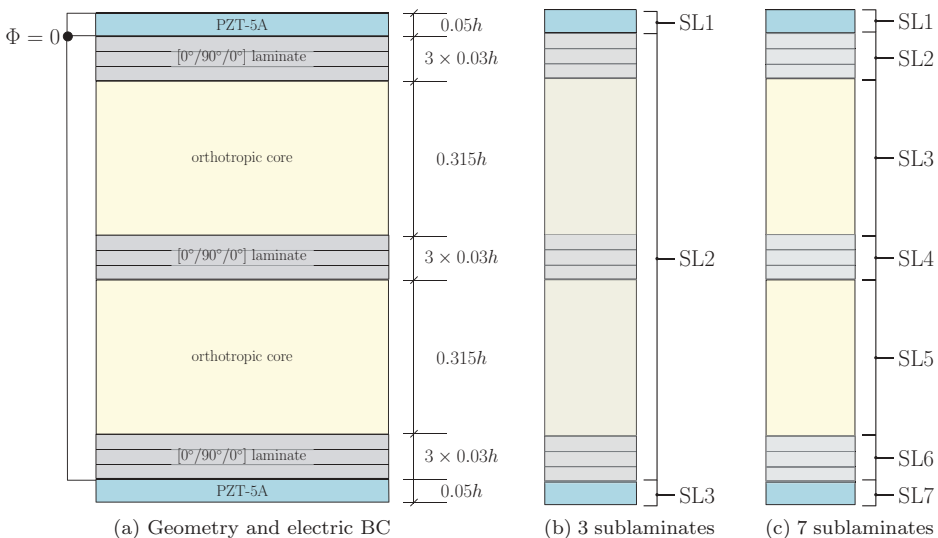 PZT-5A
Φ = 0
[0°/90°/0°] laminate
orthotropic core
[0°/90°/0°] laminate
orthotropic core
[0°/90°/0°] laminate
PZT-5A
0.05h
3 × 0.03h
0.315h
3 × 0.03h
0.315h
3 × 0.03h
0.05h
(a) Geometry and electric BC
SL1
SL2
SL3
(b) 3 sublaminates
SL1
SL2
SL3
SL4
SL5
SL6
SL7
(c) 7 sublaminates